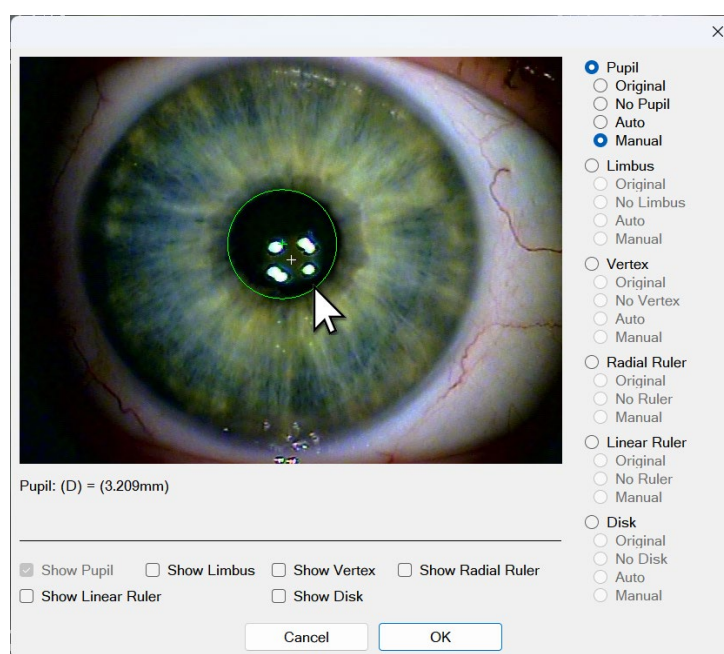 Pupil
Original
No Pupil
Auto
Manual
Limbus
Original
No Limbus
Auto
Manual
Vertex
Original
No Vertex
Auto
Manual
Radial Ruler
Original
No Ruler
Manual
Linear Ruler
Original
No Ruler
Manual
Disk
Original
No Disk
Auto
Manual
Pupil: (D) = (3.209mm)
Show Pupil Show Limbus Show Vertex Show Radial Ruler
Show Linear Ruler Show Disk
Cancel OK